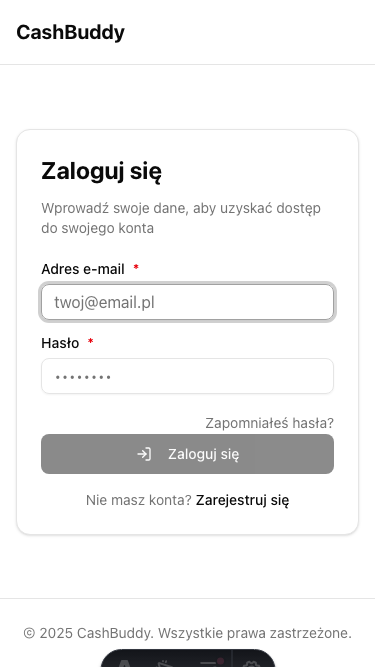 CashBuddy
Zaloguj się
Wprowadź swoje dane, aby uzyskać dostęp
do swojego konta
Adres e-mail *
twoj@email.pl
Hasło *
••••••••
Zapomniałeś hasła?
Zaloguj się
Nie masz konta? Zarejestruj się
© 2025 CashBuddy. Wszystkie prawa zastrzeżone.